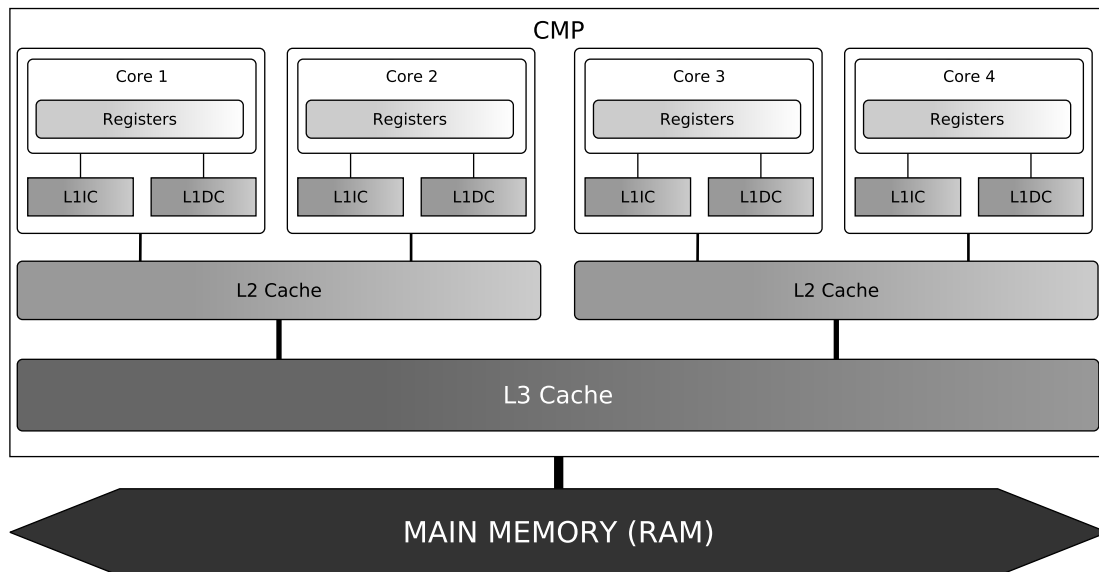 CMP
Core 1
Core 2
Core 3
Core 4
Registers
Registers
Registers
Registers
L1IC
L1DC
L1IC
L1DC
L1IC
L1DC
L1IC
L1DC
L2 Cache
L2 Cache
L3 Cache
MAIN MEMORY (RAM)